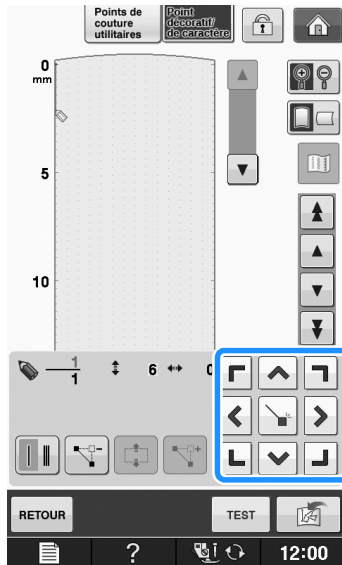 Points de
couture
utilitaires
Point
décoratif/
de caractère
0
mm
5
10
1
1
6
0
RETOUR
TEST
?
12:00